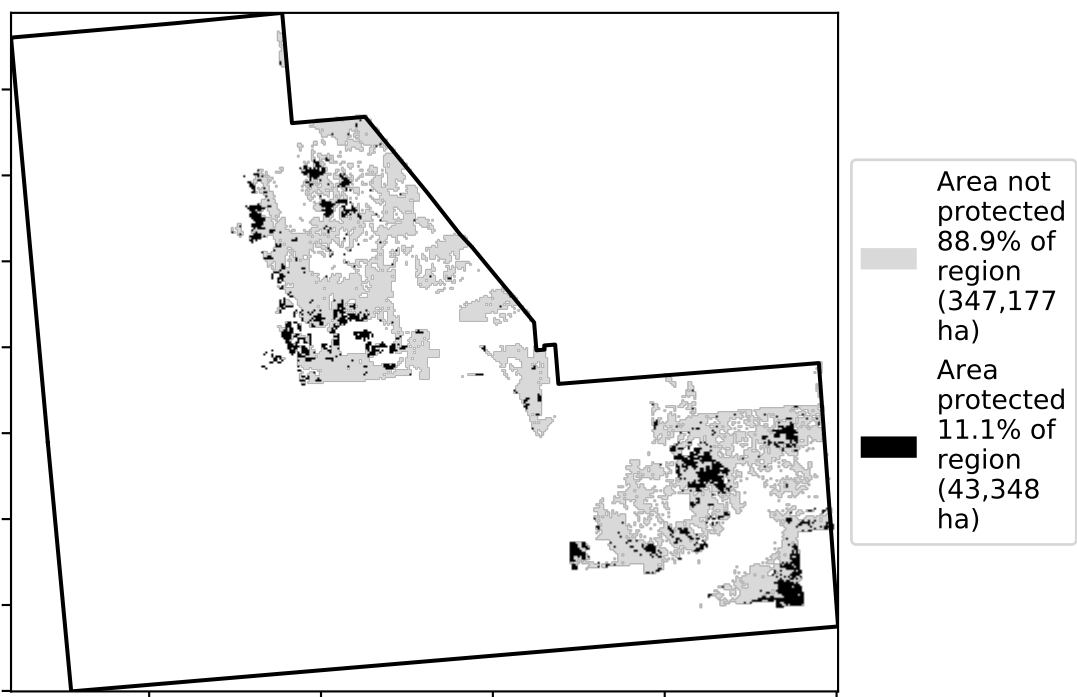 Area not
protected
88.9% of
region
(347,177
ha)
Area
protected
11.1% of
region
(43,348
ha)